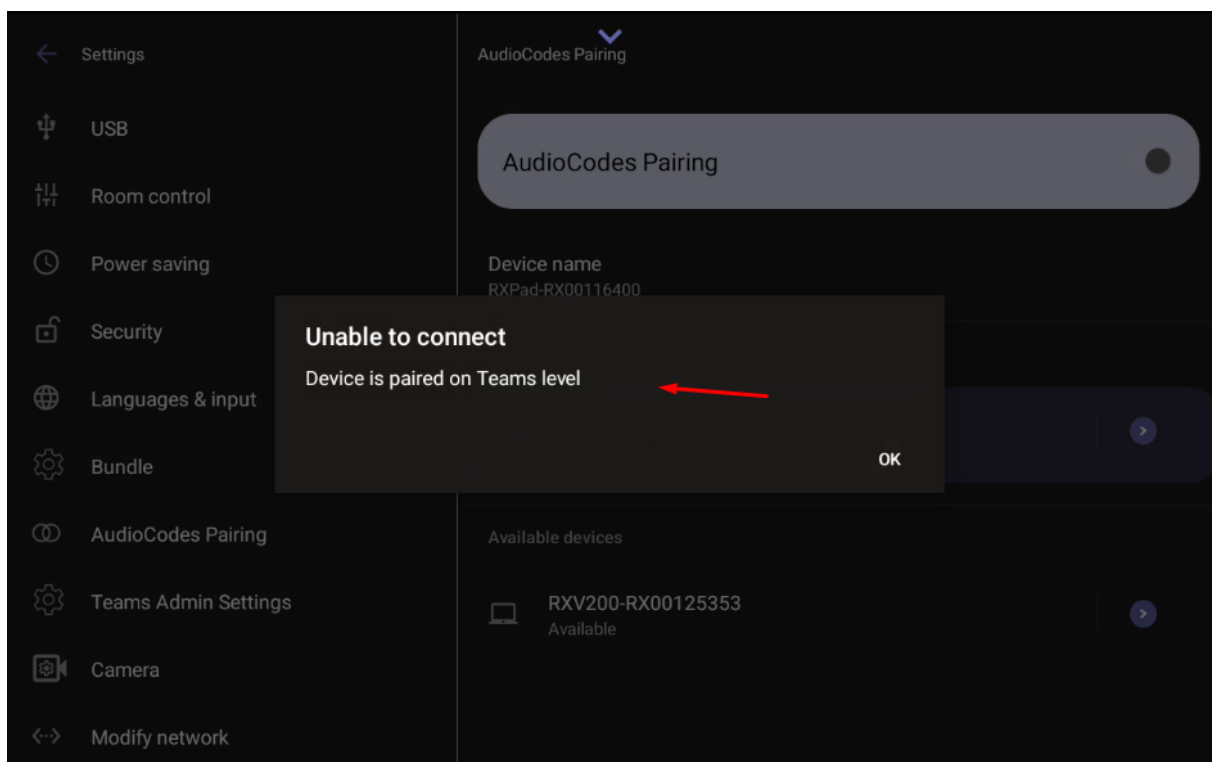 Settings
USB
Room control
Power saving
Security
Languages & input
Bundle
AudioCodes Pairing
Teams Admin Settings
Camera
Modify network
AudioCodes Pairing
AudioCodes Pairing
Device name
RXPad-RX00116400
Unable to connect
Device is paired on Teams level
OK
Available devices
RXV200-RX00125353
Available